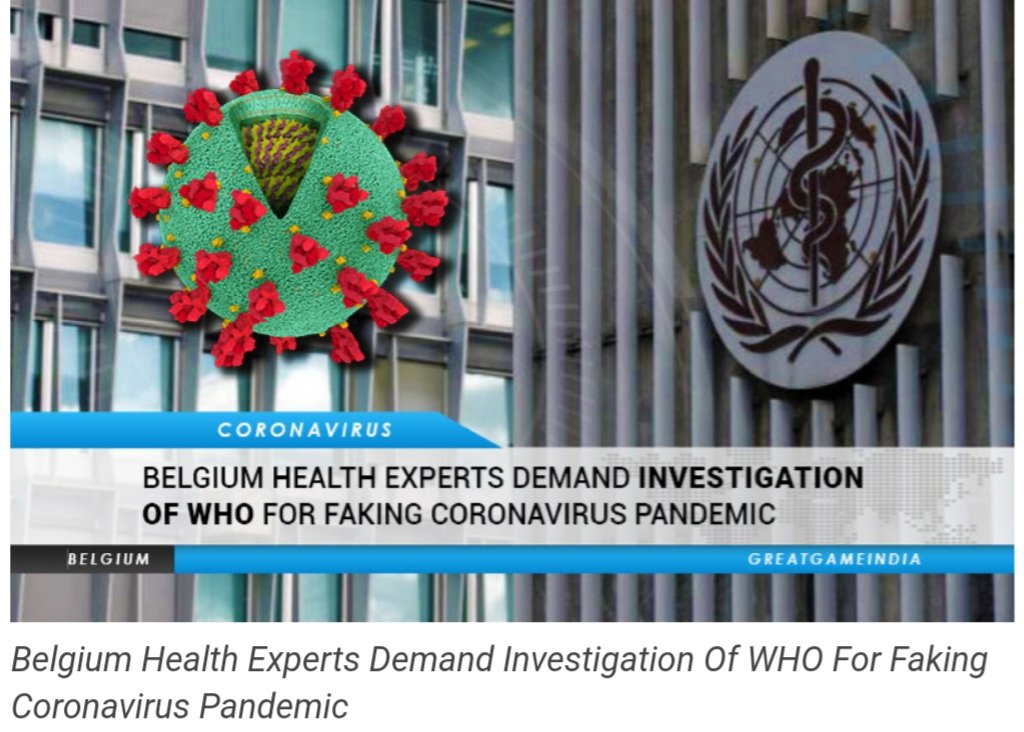 CORONAVIRUS
BELGIUM HEALTH EXPERTS DEMAND INVESTIGATION
OF WHO FOR FAKING CORONAVIRUS PANDEMIC
BELGIUM
GREATGAMEINDIA
Belgium Health Experts Demand Investigation Of WHO For Faking
Coronavirus Pandemic